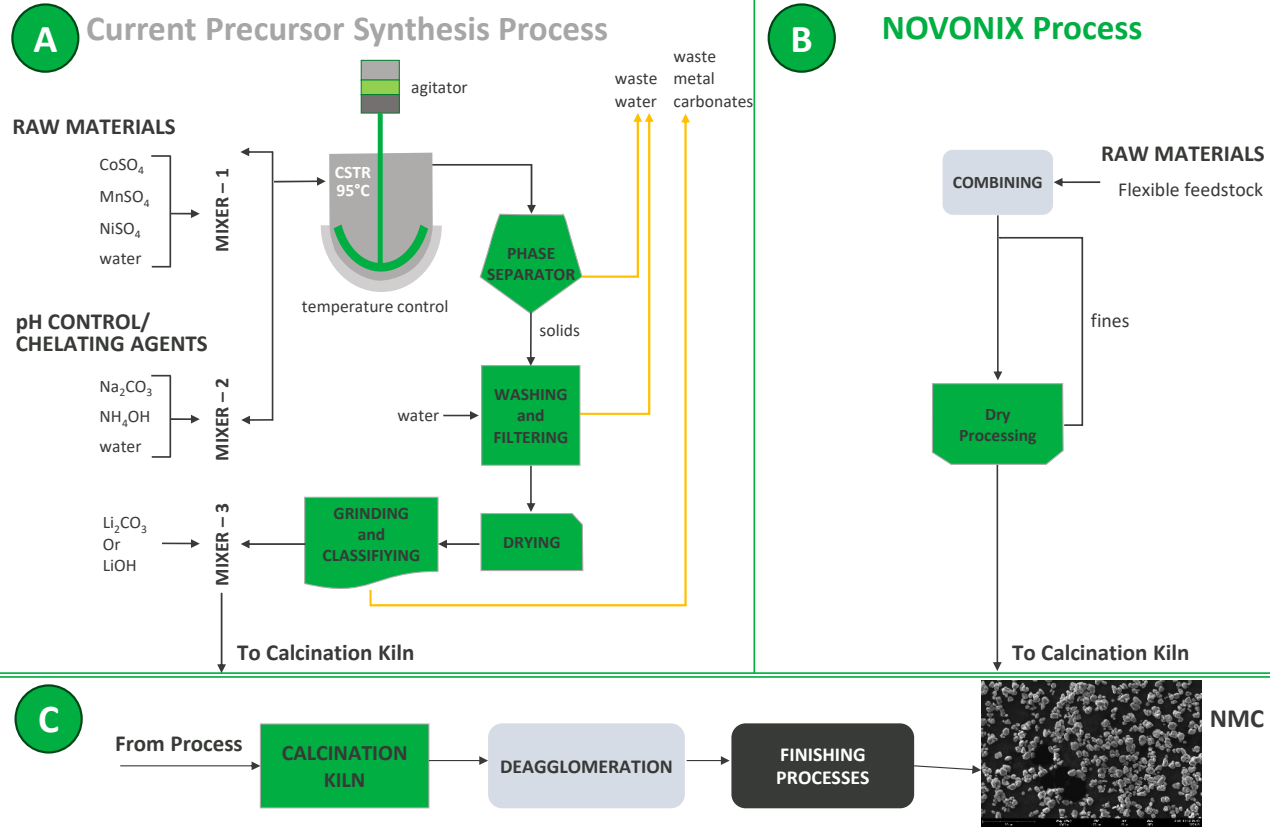 A
Current Precursor Synthesis Process
agitator
waste
water
waste
metal
carbonates
RAW MATERIALS
CoSO₄
MnSO₄
NiSO₄
water
MIXER – 1
CSTR
95°C
temperature control
PHASE
SEPARATOR
solids
pH CONTROL/
CHELATING AGENTS
Na₂CO₃
NH₄OH
water
MIXER – 2
water
WASHING
and
FILTERING
Li₂CO₃
Or
LiOH
MIXER – 3
GRINDING
and
CLASSIFIYING
DRYING
To Calcination Kiln
B
NOVONIX Process
COMBINING
RAW MATERIALS
Flexible feedstock
fines
Dry
Processing
To Calcination Kiln
C
From Process
CALCINATION
KILN
DEAGGLOMERATION
FINISHING
PROCESSES
NMC